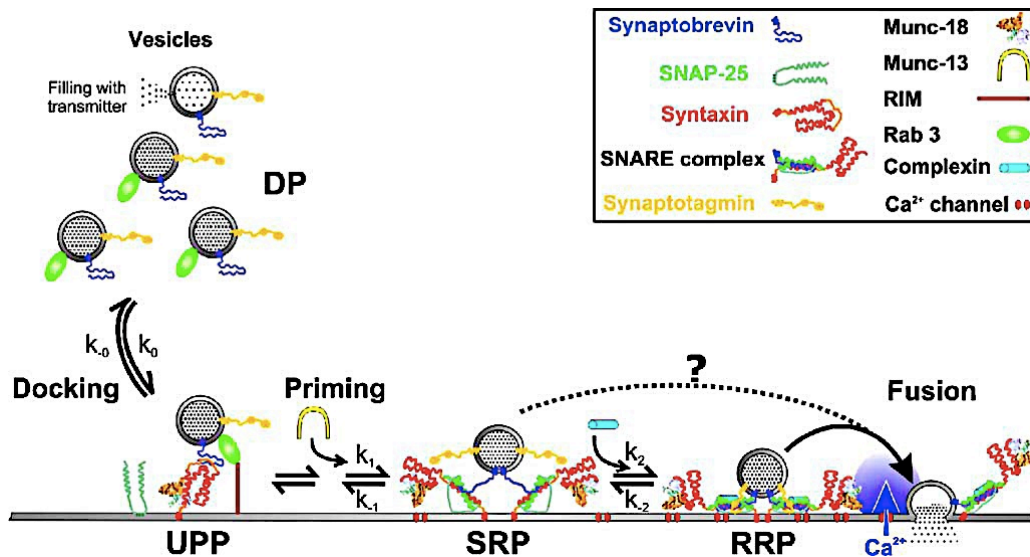 Vesicles
Filling with
transmitter
DP
Synaptobrevin
SNAP-25
Syntaxin
SNARE complex
Synaptotagmin
Munc-18
Munc-13
RIM
Rab 3
Complexin
Ca²⁺ channel
k₋₀
k₀
Docking
Priming
k₁
k₋₁
?
k₂
k₋₂
Fusion
UPP
SRP
RRP
Ca²⁺